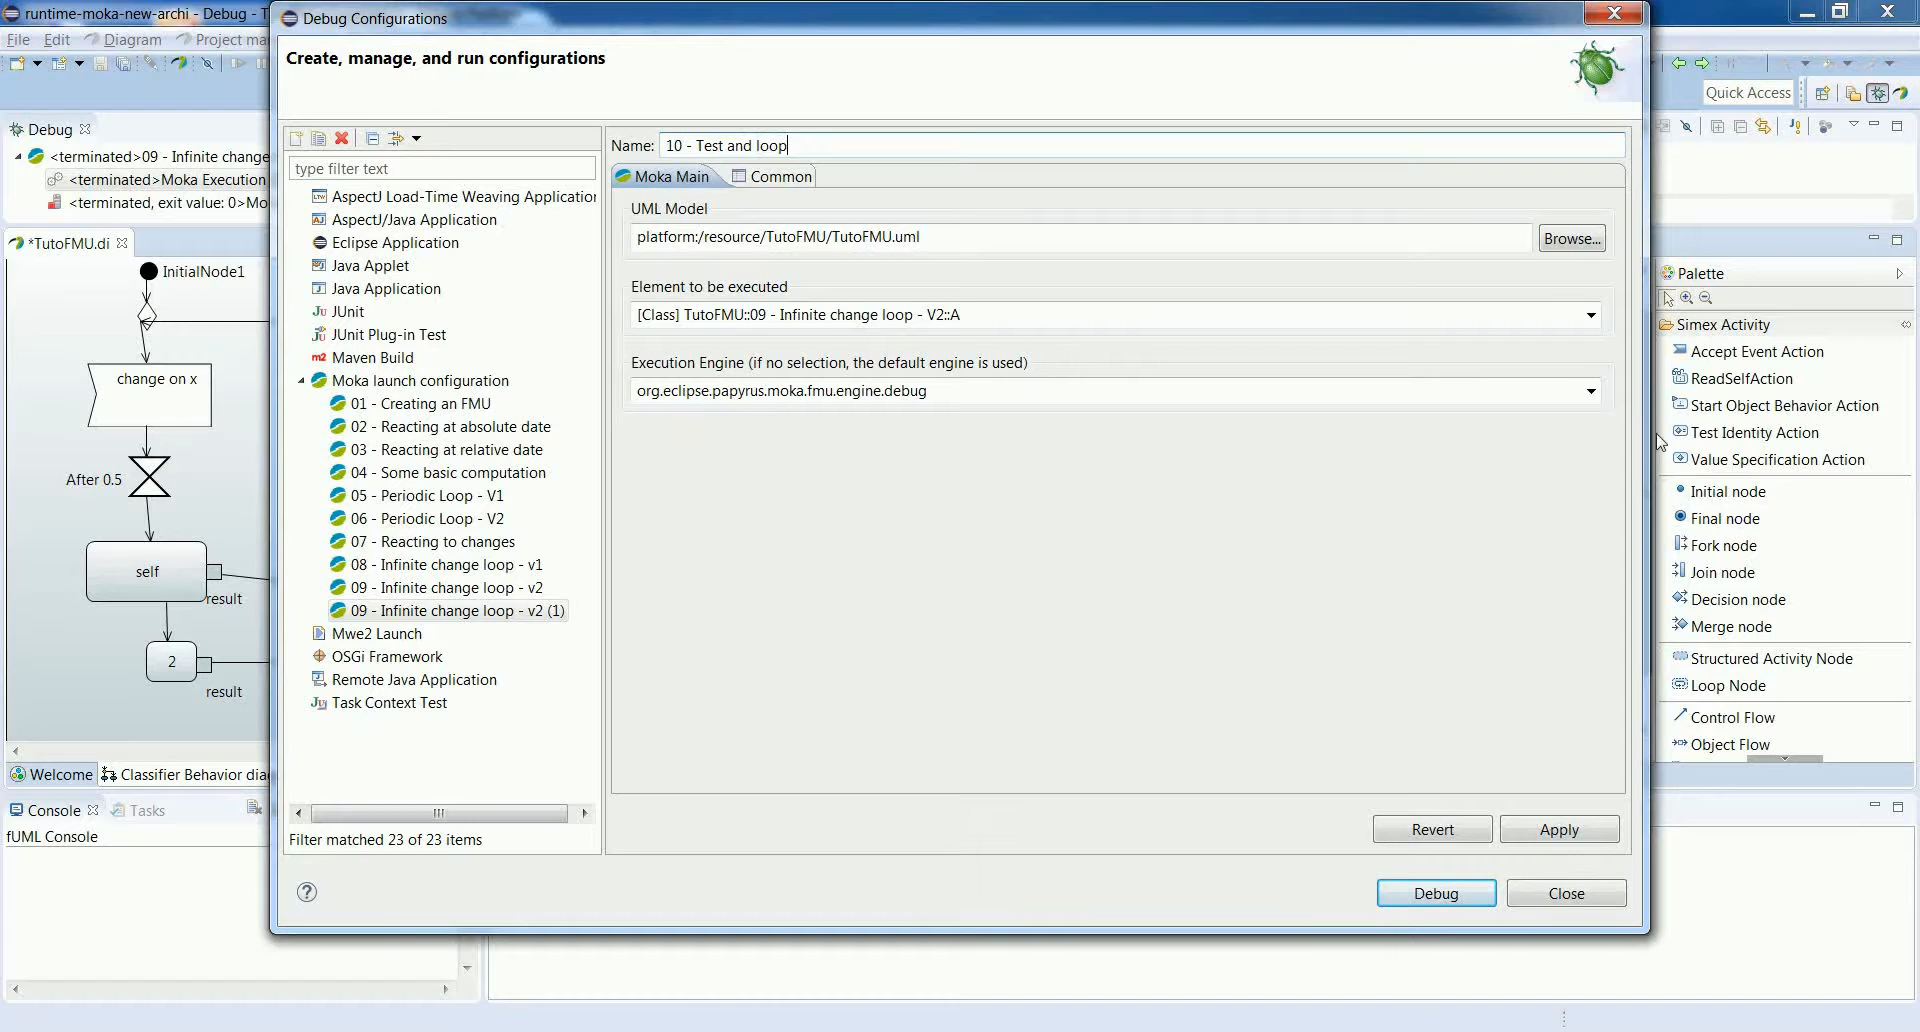 runtime-moka-new-archi - Debug - T
Debug Configurations
File Edit Diagram Project ma
Create, manage, and run configurations
Quick Access
Debug
<terminated>09 - Infinite change
<terminated>Moka Execution
<terminated, exit value: 0>Mo
type filter text
AspectJ Load-Time Weaving Application
AspectJ/Java Application
Eclipse Application
Java Applet
Java Application
JUnit
JUnit Plug-in Test
Maven Build
Moka launch configuration
01 - Creating an FMU
02 - Reacting at absolute date
03 - Reacting at relative date
04 - Some basic computation
05 - Periodic Loop - V1
06 - Periodic Loop - V2
07 - Reacting to changes
08 - Infinite change loop - v1
09 - Infinite change loop - v2
09 - Infinite change loop - v2 (1)
Mwe2 Launch
OSGi Framework
Remote Java Application
Task Context Test
Filter matched 23 of 23 items
Name: 10 - Test and loop
Moka Main Common
UML Model
platform:/resource/TutoFMU/TutoFMU.uml
Browse...
Element to be executed
[Class] TutoFMU::09 - Infinite change loop - V2::A
Execution Engine (if no selection, the default engine is used)
org.eclipse.papyrus.moka.fmu.engine.debug
Revert Apply
Debug Close
*TutoFMU.di
InitialNode1
change on x
After 0.5
self
result
2
result
Welcome Classifier Behavior dia
Console Tasks
fUML Console
Palette
Simex Activity
Accept Event Action
ReadSelfAction
Start Object Behavior Action
Test Identity Action
Value Specification Action
Initial node
Final node
Fork node
Join node
Decision node
Merge node
Structured Activity Node
Loop Node
Control Flow
Object Flow